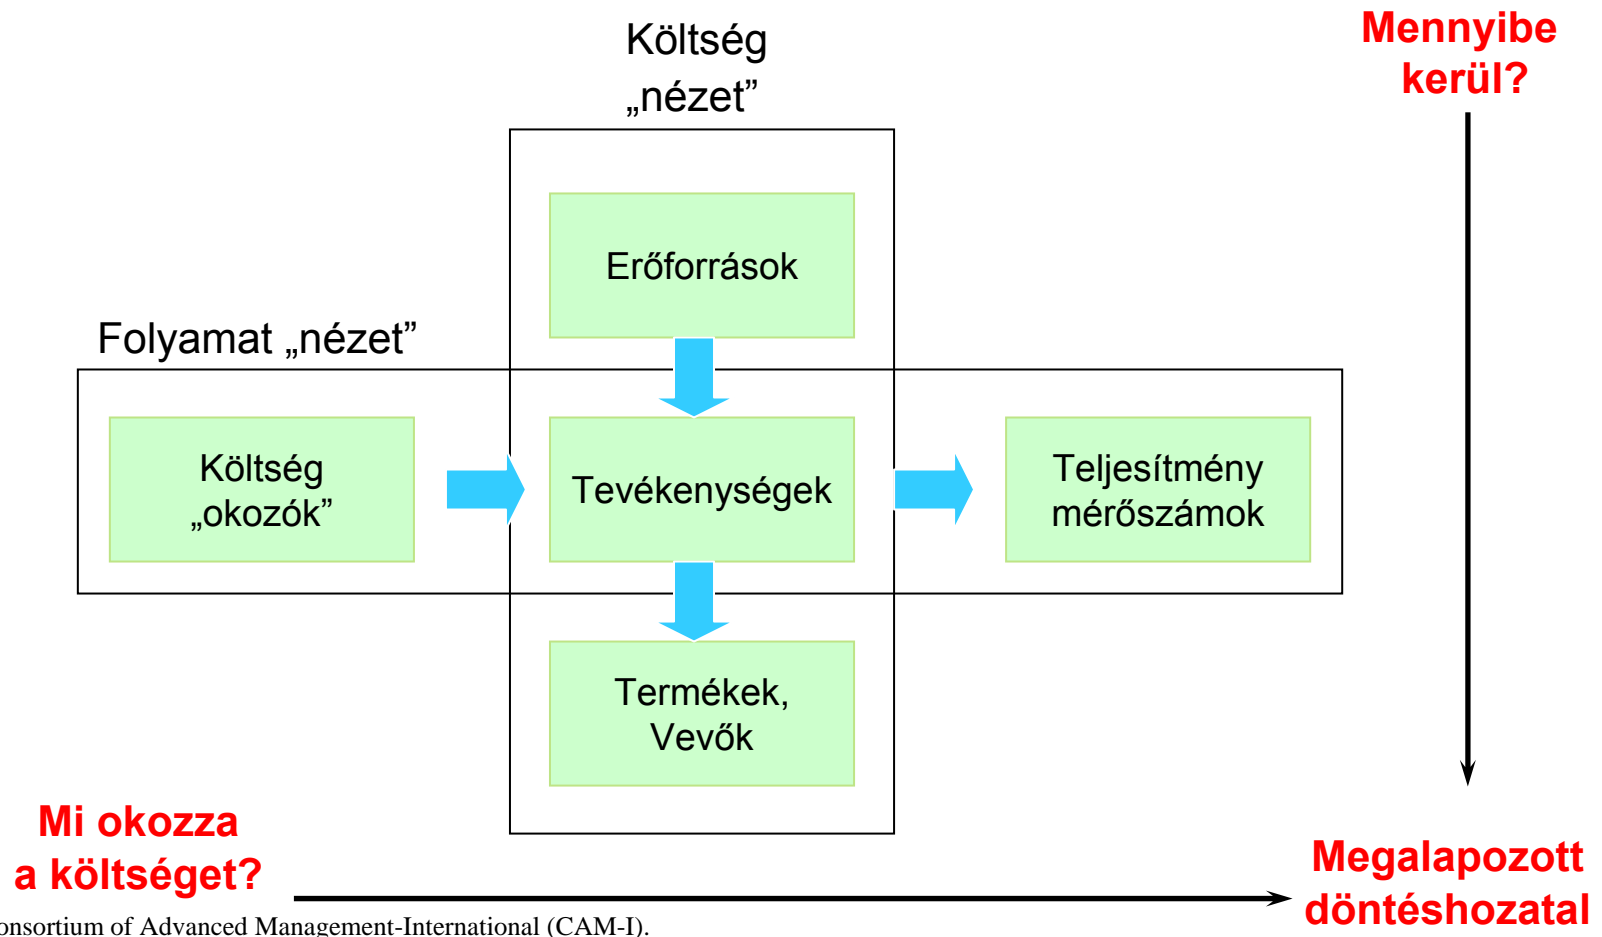 Költség
„nézet”
Mennyibe
kerül?
Erőforrások
Folyamat „nézet”
Költség
„okozók”
Tevékenységek
Teljesítmény
mérőszámok
Termékek,
Vevők
Mi okozza
a költséget?
Megalapozott
döntéshozatal
onsortium of Advanced Management-International (CAM-I).